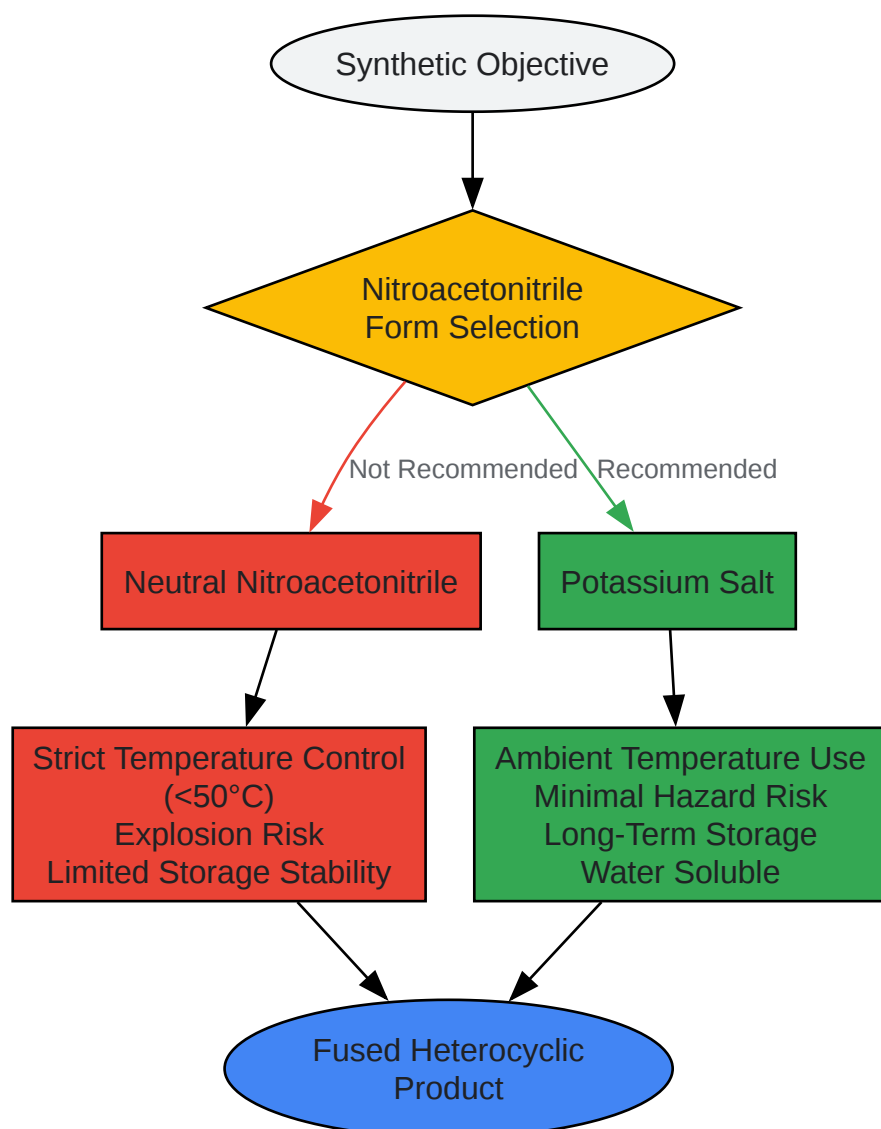 Synthetic Objective
Nitroacetonitrile
Form Selection
Not Recommended
Recommended
Neutral Nitroacetonitrile
Potassium Salt
Strict Temperature Control
(<50°C)
Explosion Risk
Limited Storage Stability
Ambient Temperature Use
Minimal Hazard Risk
Long-Term Storage
Water Soluble
Fused Heterocyclic
Product